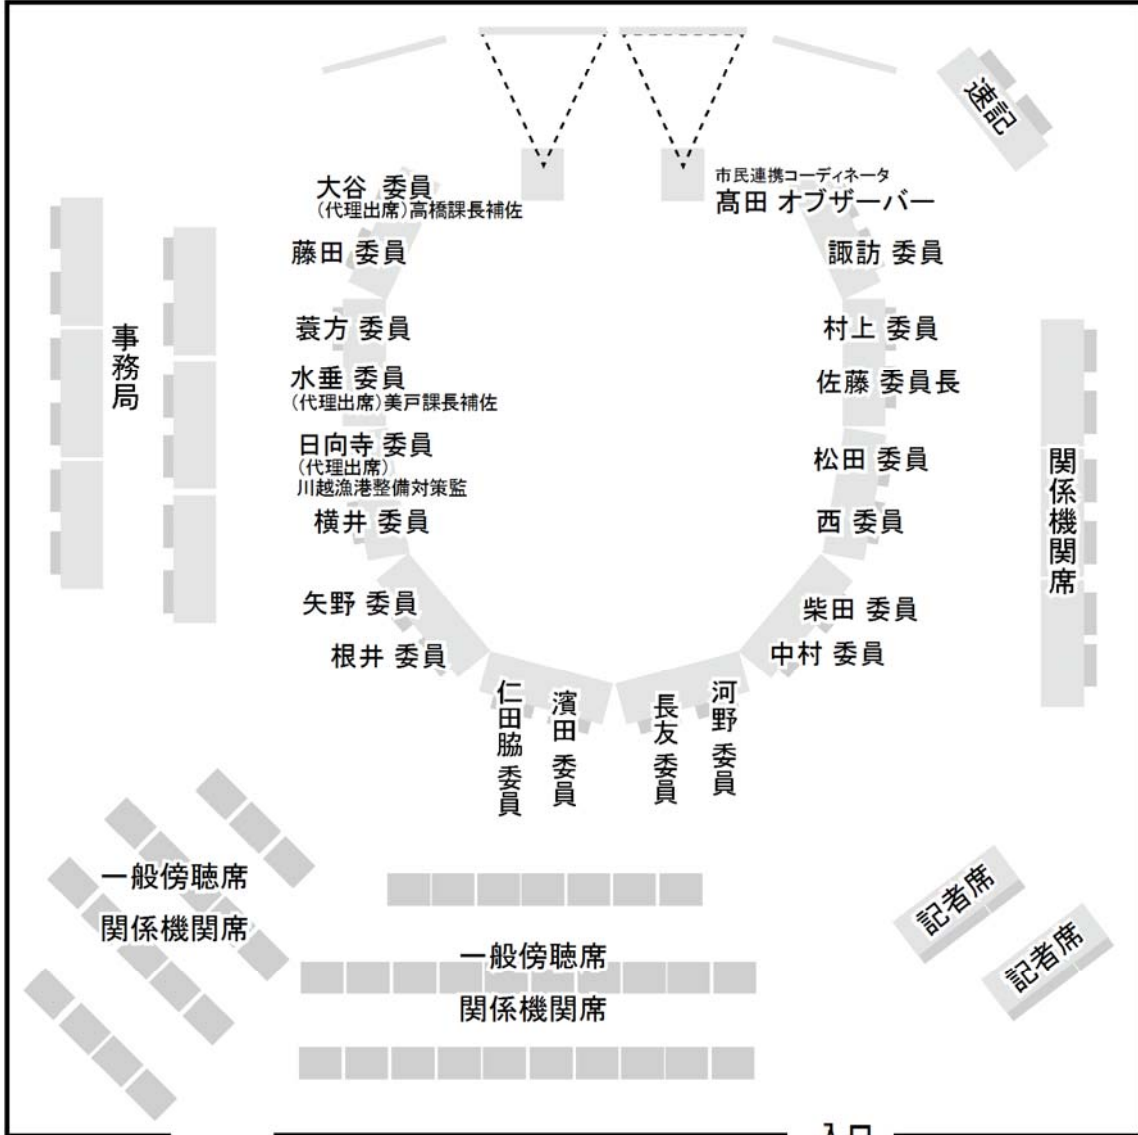 速記
市民連携コーディネータ
髙田 オブザーバー
大谷 委員
(代理出席)高橋課長補佐
藤田 委員
諏訪 委員
蓑方 委員
村上 委員
水垂 委員
(代理出席)美戸課長補佐
佐藤 委員長
日向寺 委員
(代理出席)
川越漁港整備対策監
松田 委員
横井 委員
西 委員
矢野 委員
柴田 委員
根井 委員
中村 委員
仁田脇 委員
濱田 委員
長友 委員
河野 委員
事務局
関係機関席
一般傍聴席
関係機関席
一般傍聴席
関係機関席
記者席
記者席
入口